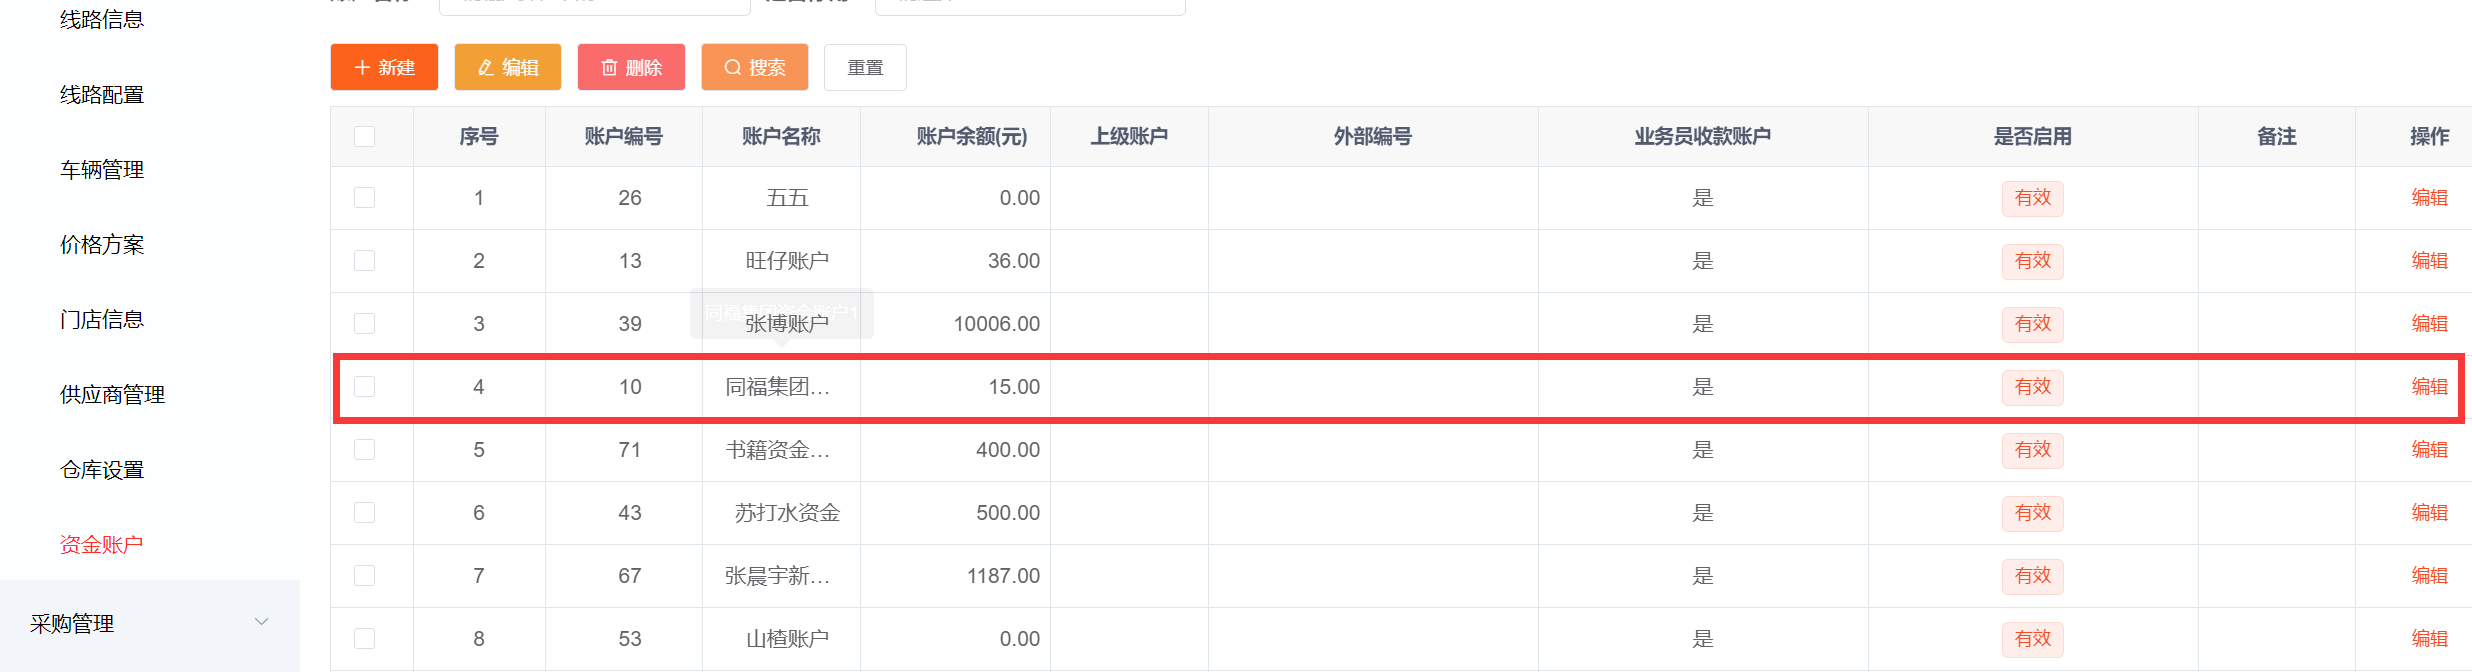 线路信息
线路配置
车辆管理
价格方案
门店信息
供应商管理
仓库设置
资金账户
采购管理
新建 编辑 删除 搜索 重置
序号 账户编号 账户名称 账户余额(元) 上级账户 外部编号 业务员收款账户 是否启用 备注 操作
1 26 五五 0.00 是 有效 编辑
2 13 旺仔账户 36.00 是 有效 编辑
同福集团资金账户1
3 39 张博账户 10006.00 是 有效 编辑
4 10 同福集团... 15.00 是 有效 编辑
5 71 书籍资金... 400.00 是 有效 编辑
6 43 苏打水资金 500.00 是 有效 编辑
7 67 张晨宇新... 1187.00 是 有效 编辑
8 53 山楂账户 0.00 是 有效 编辑